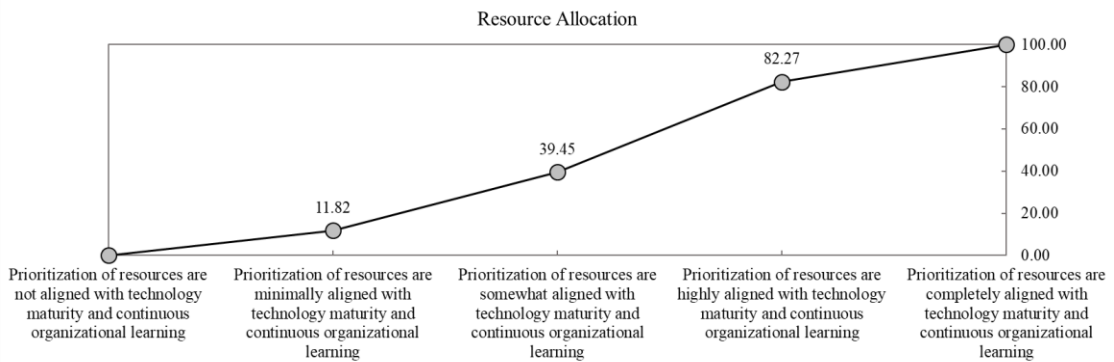 Resource Allocation
100.00
82.27
80.00
60.00
39.45
40.00
11.82
20.00
0.00
Prioritization of resources are
not aligned with technology
maturity and continuous
organizational learning
Prioritization of resources are
minimally aligned with
technology maturity and
continuous organizational
learning
Prioritization of resources are
somewhat aligned with
technology maturity and
continuous organizational
learning
Prioritization of resources are
highly aligned with technology
maturity and continuous
organizational learning
Prioritization of resources are
completely aligned with
technology maturity and
continuous organizational
learning